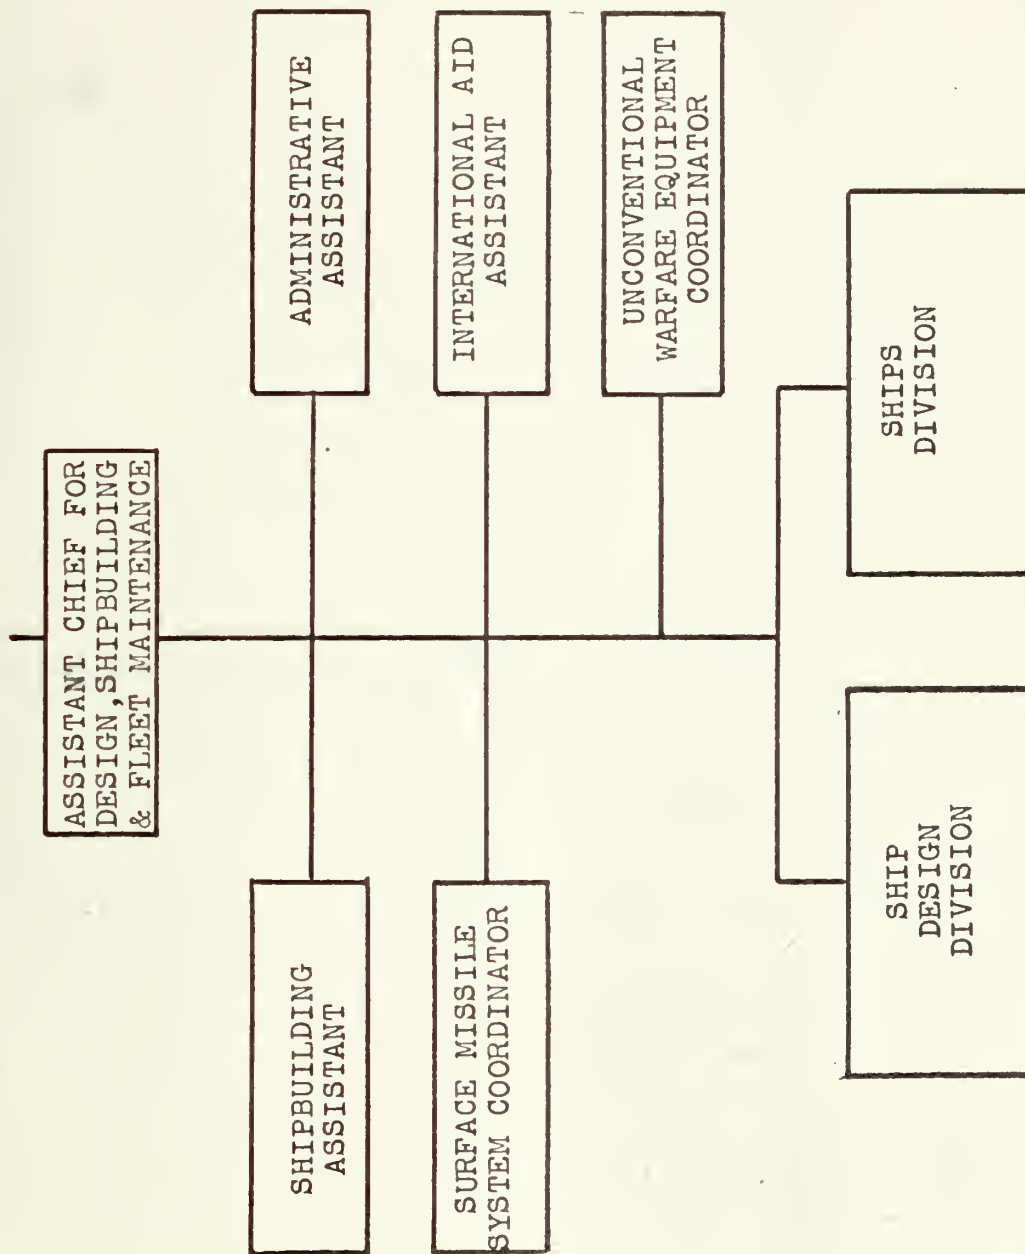 ASSISTANT CHIEF FOR
DESIGN,SHIPBUILDING
& FLEET MAINTENANCE
SHIPBUILDING
ASSISTANT
ADMINISTRATIVE
ASSISTANT
SURFACE MISSILE
SYSTEM COORDINATOR
INTERNATIONAL AID
ASSISTANT
UNCONVENTIONAL
WARFARE EQUIPMENT
COORDINATOR
SHIP
DESIGN
DIVISION
SHIPS
DIVISION